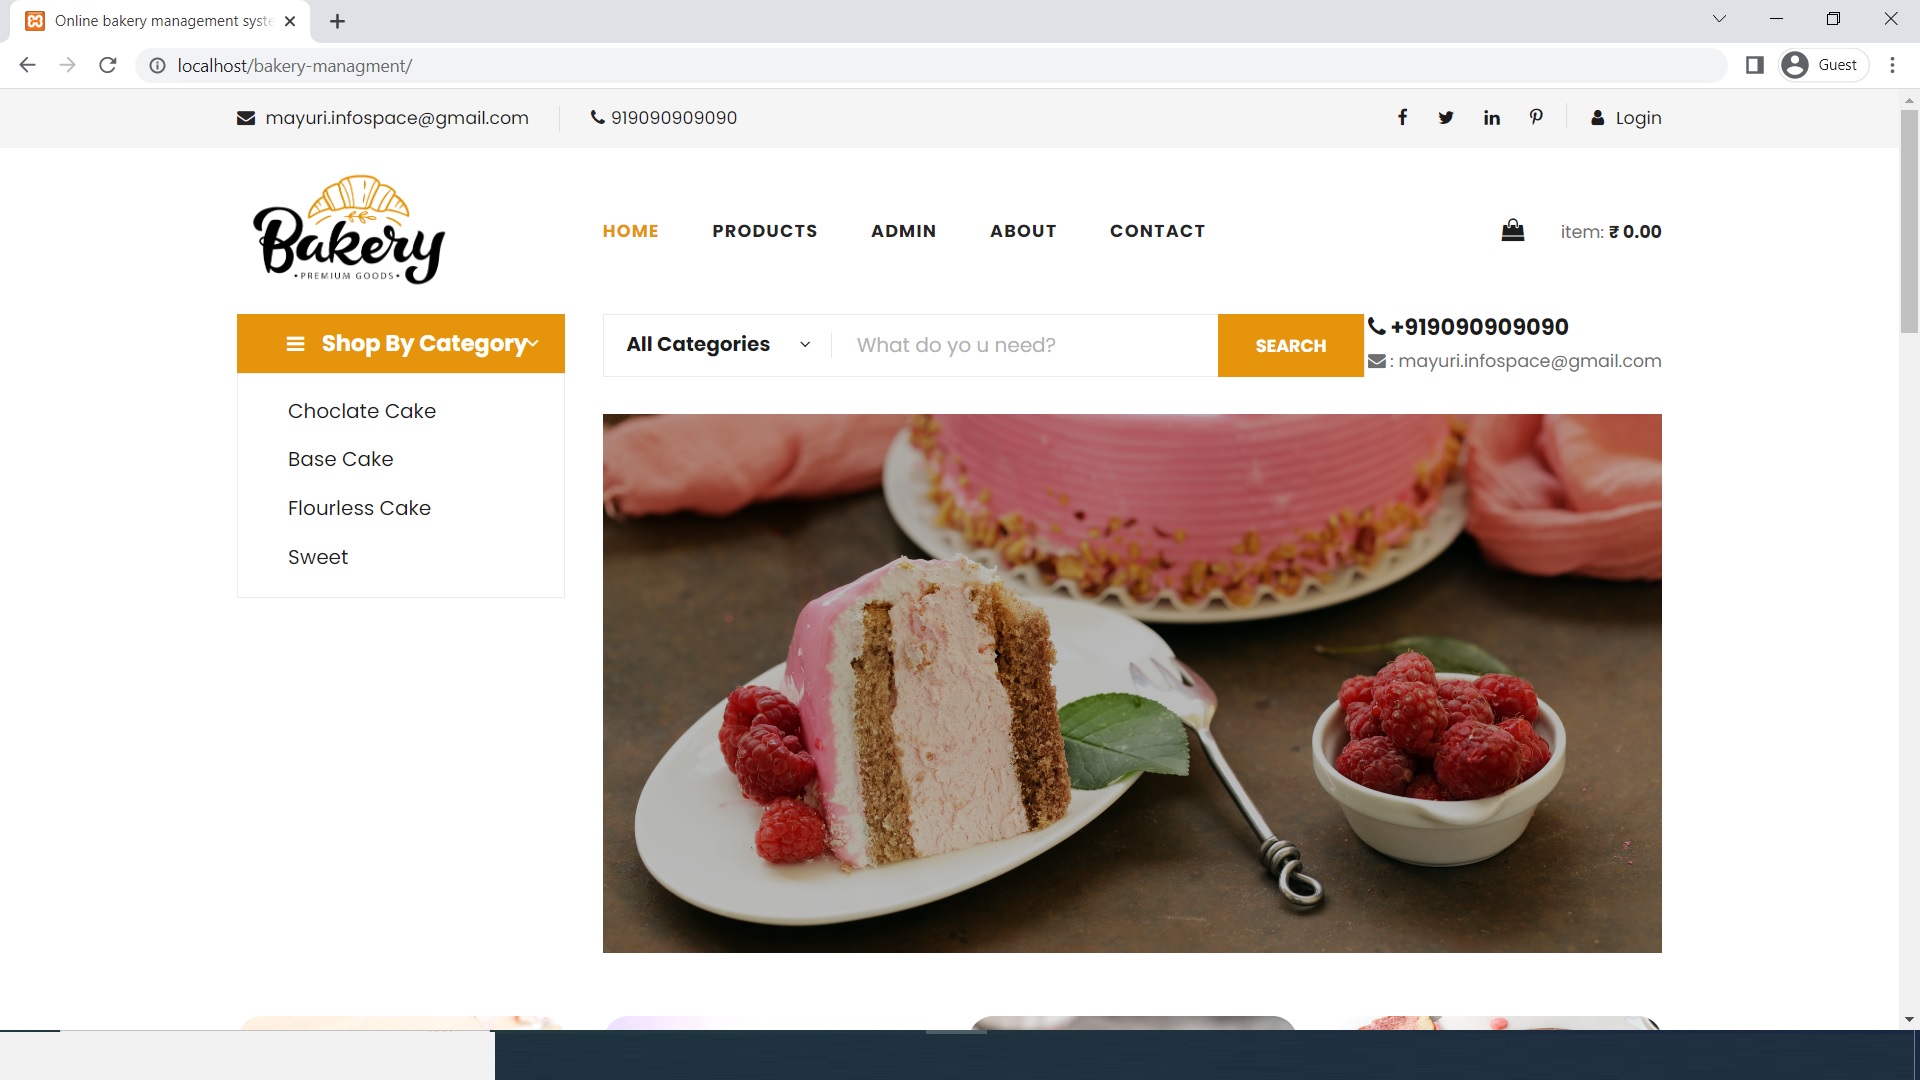 Online bakery management syste
localhost/bakery-managment/
Guest
mayuri.infospace@gmail.com
919090909090
Login
Bakery
• PREMIUM GOODS •
HOME
PRODUCTS
ADMIN
ABOUT
CONTACT
item: ₹ 0.00
Shop By Category
All Categories
What do yo u need?
SEARCH
+919090909090
: mayuri.infospace@gmail.com
Choclate Cake
Base Cake
Flourless Cake
Sweet